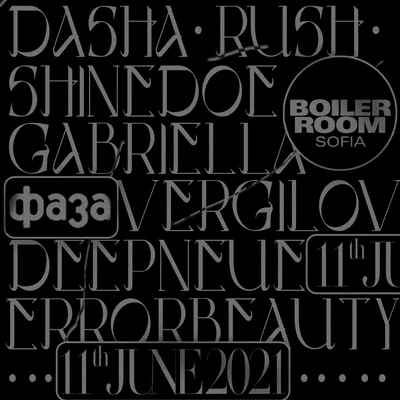 DASHA · RUSH ·
SHINEDOE
BOILER
ROOM
SOFIA
GABRIELLA
фаза VERGILOV
DEEPNEUE 11th JU
ERRORBEAUTY
11th JUNE 2021